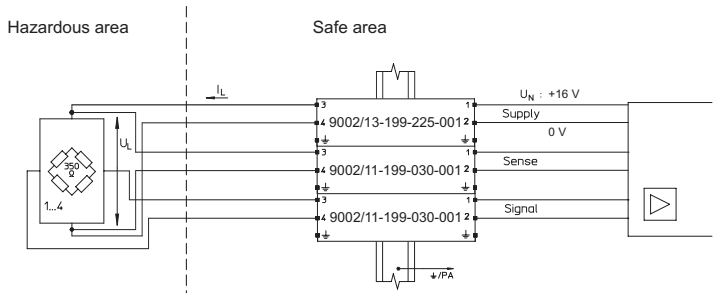 Hazardous area
Safe area
I_L
U_N : +16 V
3
1
Supply
4 9002/13-199-225-001 2
0 V
U_L
3
1
350
Ω
4 9002/11-199-030-001 2
Sense
1...4
3
1
Signal
4 9002/11-199-030-001 2
⏚/PA